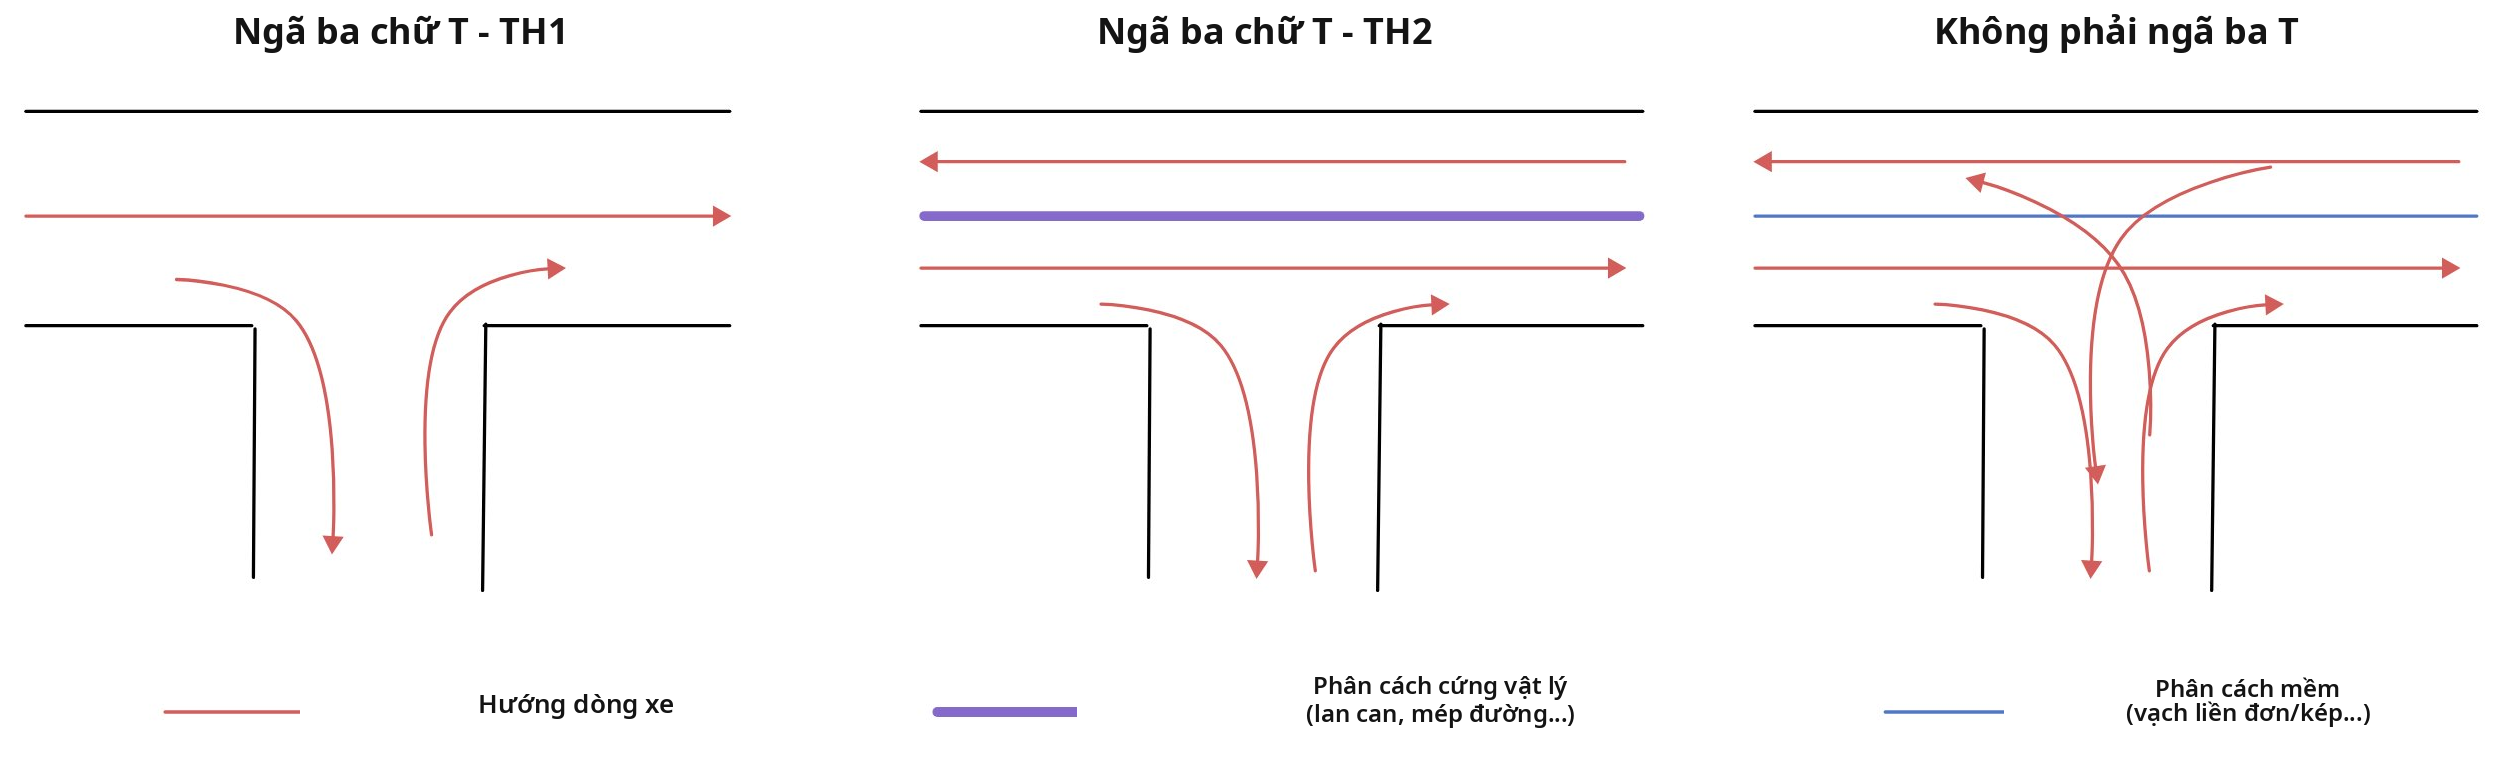 Ngã ba chữ T - TH1
Ngã ba chữ T - TH2
Không phải ngã ba T
Hướng dòng xe
Phân cách cứng vật lý
(lan can, mép đường...)
Phân cách mềm
(vạch liền đơn/kép...)